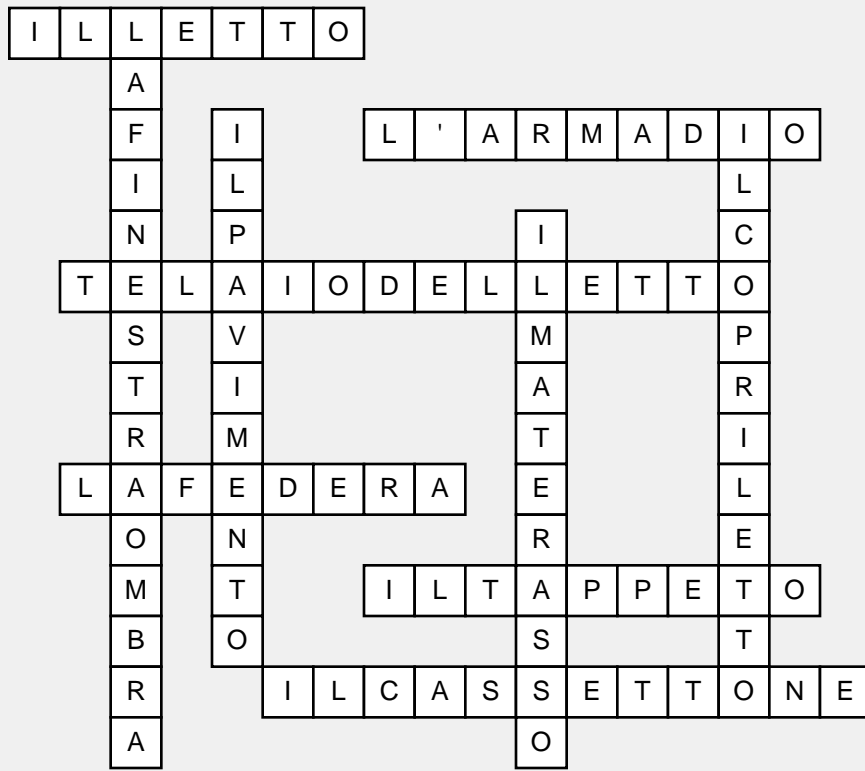 ILLETTO
LAFINESTRAOMBRA
ILPAVIMENTO
L'ARMADIO
ILCOPRILETTO
ILMATERASSO
TELAIODELLETTO
LAFEDERA
ILTAPPETO
ILCASSETTONE